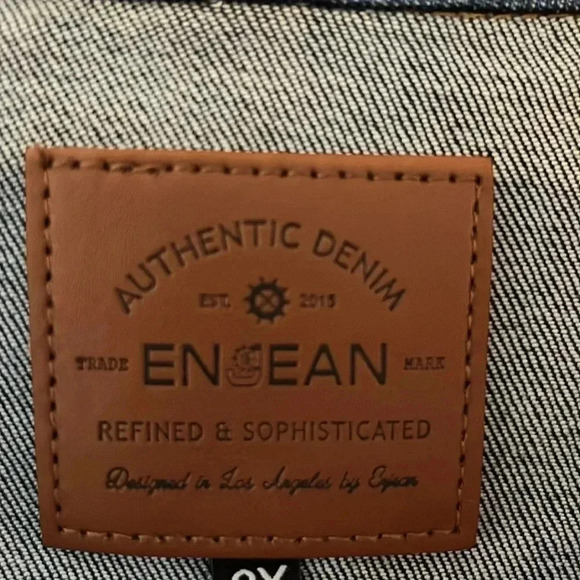 AUTHENTIC DENIM
EST. 2015
TRADE ENJEAN MARK
REFINED & SOPHISTICATED
Designed in Los Angeles by Enjean